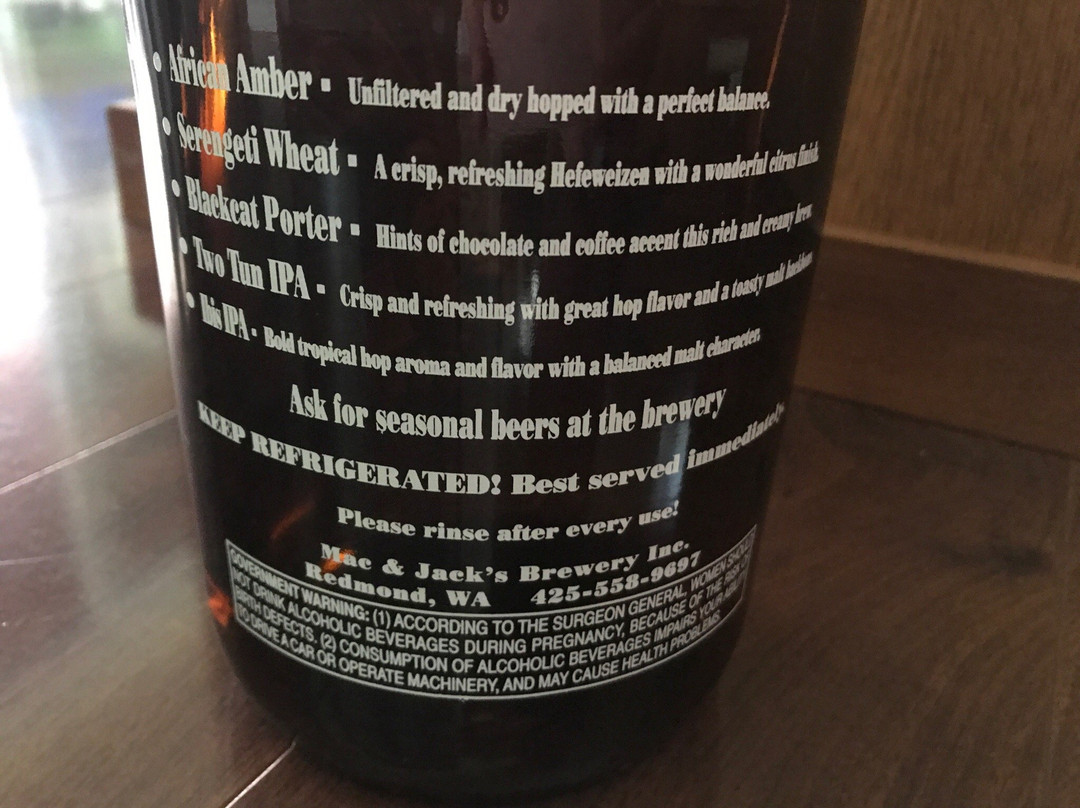 • African Amber ▪ Unfiltered and dry hopped with a perfect balance.
• Serengeti Wheat ▪ A crisp, refreshing Hefeweizen with a wonderful citrus finish.
• Blackcat Porter ▪ Hints of chocolate and coffee accent this rich and creamy brew.
• Two Tun IPA ▪ Crisp and refreshing with great hop flavor and a toasty malt backbone.
• Ibis IPA ▪ Bold tropical hop aroma and flavor with a balanced malt character.
Ask for seasonal beers at the brewery
KEEP REFRIGERATED! Best served immediately.
Please rinse after every use!
Mac & Jack's Brewery Inc.
Redmond, WA 425-558-9697
GOVERNMENT WARNING: (1) ACCORDING TO THE SURGEON GENERAL, WOMEN SHOULD
NOT DRINK ALCOHOLIC BEVERAGES DURING PREGNANCY, BECAUSE OF THE RISK OF
BIRTH DEFECTS. (2) CONSUMPTION OF ALCOHOLIC BEVERAGES IMPAIRS YOUR ABILITY
TO DRIVE A CAR OR OPERATE MACHINERY, AND MAY CAUSE HEALTH PROBLEMS.